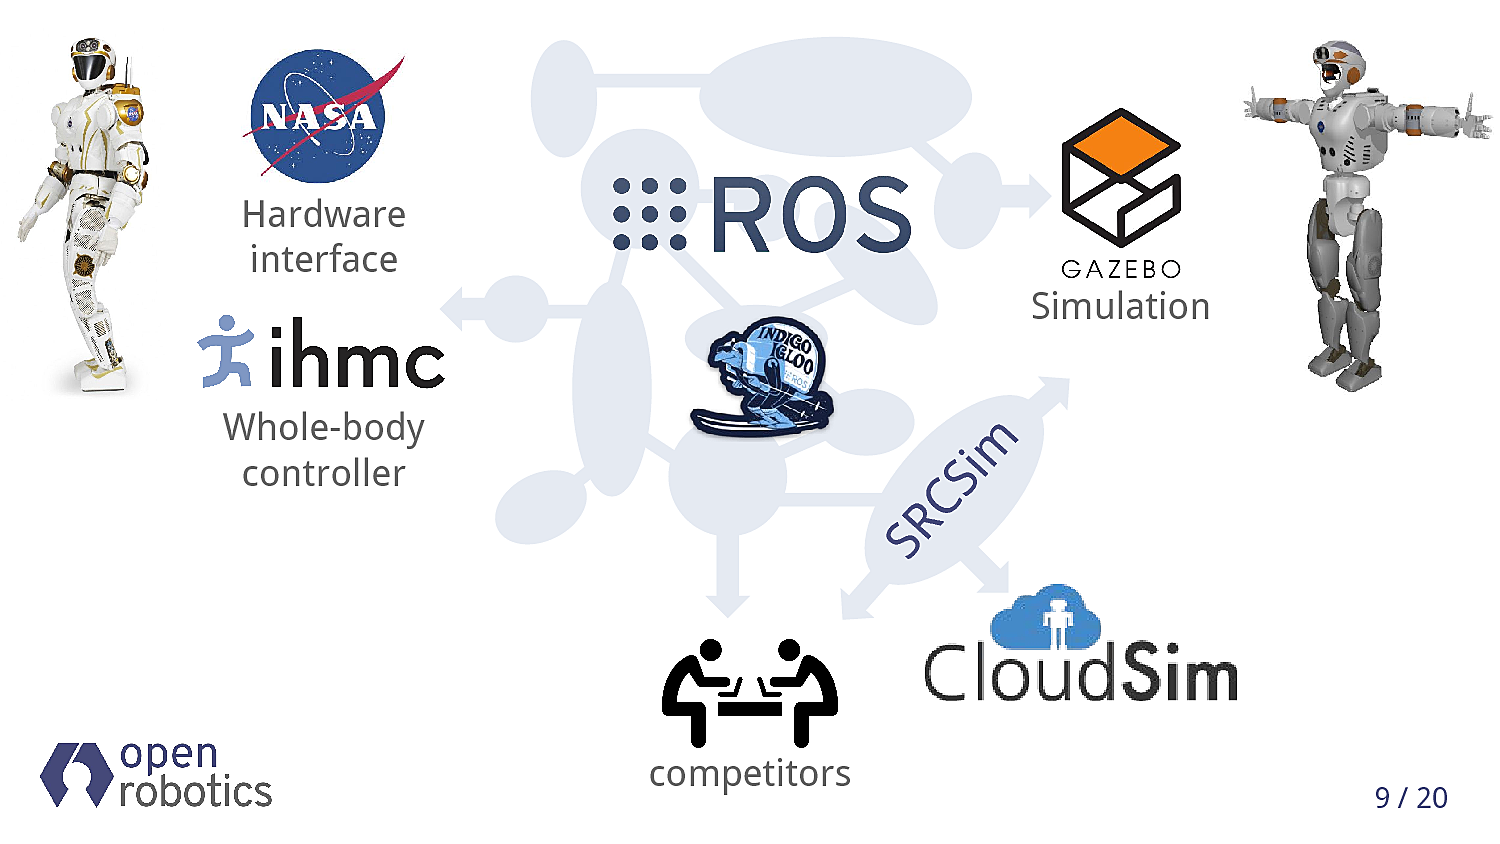 NASA
Hardware
interface
ihmc
Whole-body
controller
ROS
INDIGO
IGLOO
ROS
GAZEBO
Simulation
SRCSim
CloudSim
competitors
open
robotics
9 / 20